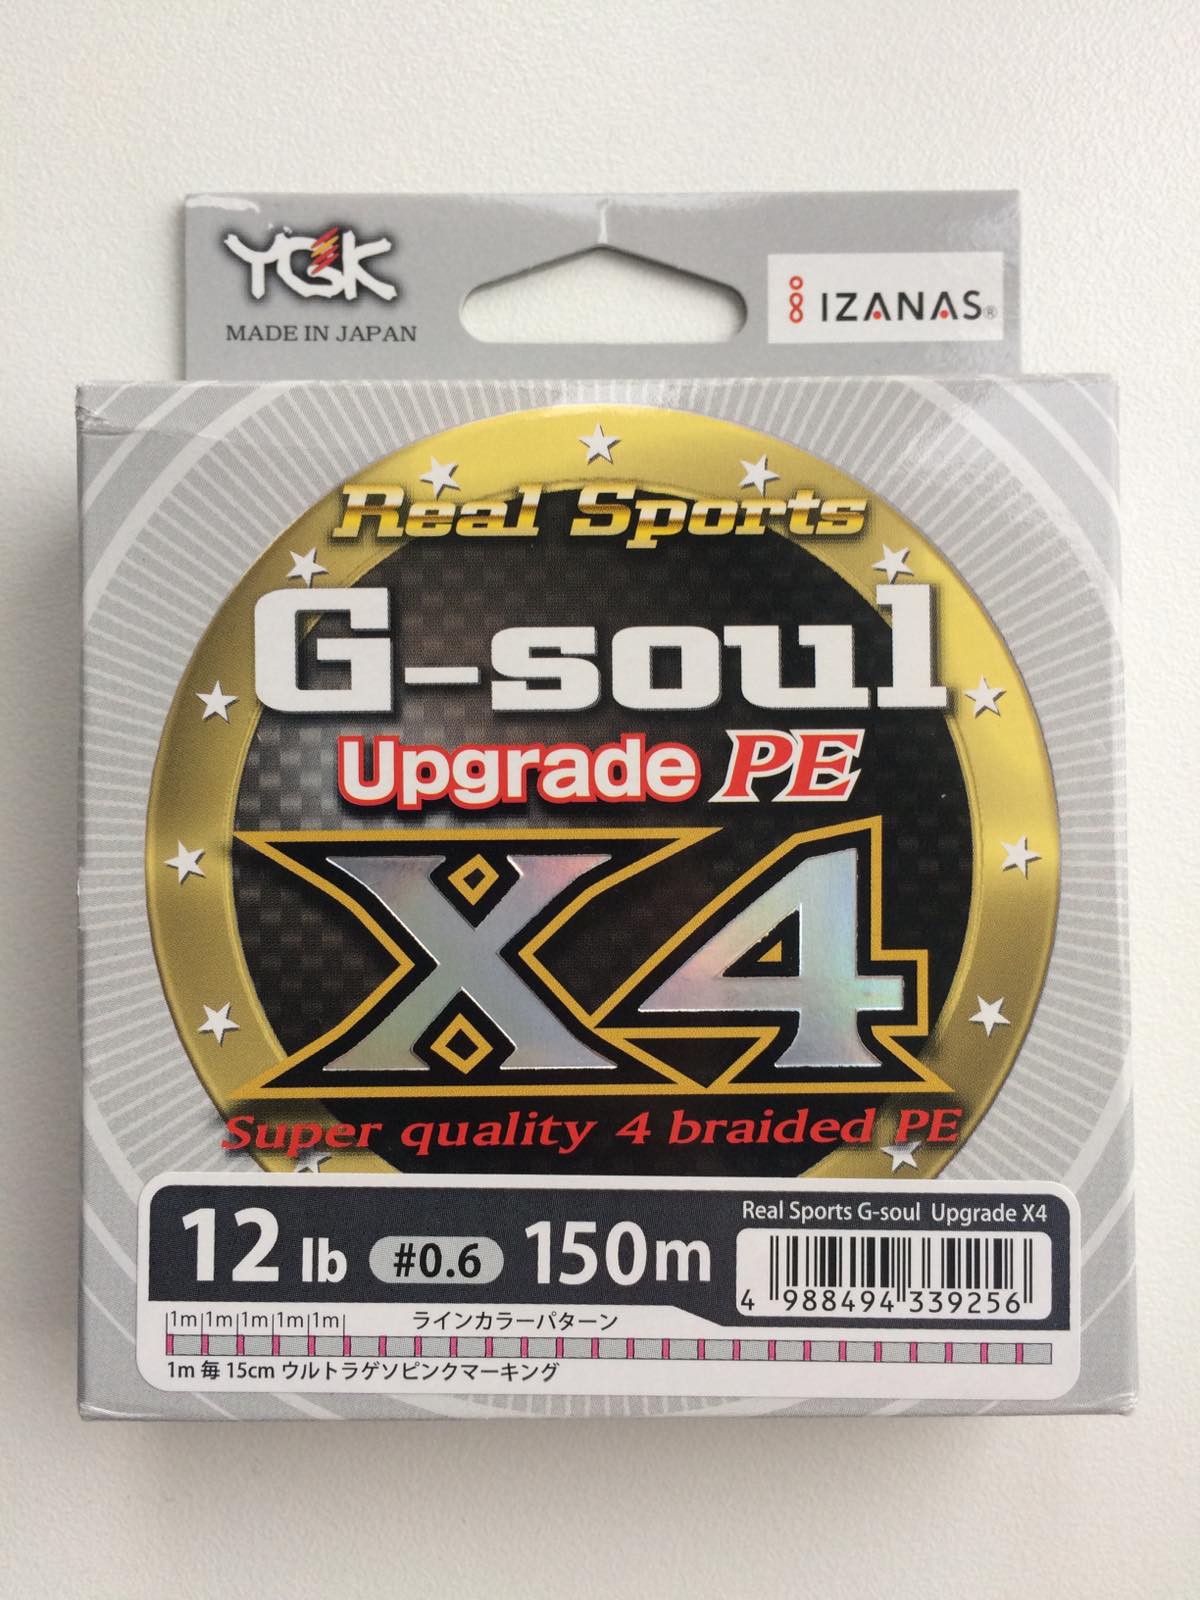 YGK
MADE IN JAPAN
IZANAS®
Real Sports
G-soul
Upgrade PE
X4
Super quality 4 braided PE
12 lb #0.6 150m
Real Sports G-soul Upgrade X4
4 988494 339256
1m 1m 1m 1m 1m
ラインカラーパターン
1m 毎 15cm ウルトラゲソピンクマーキング